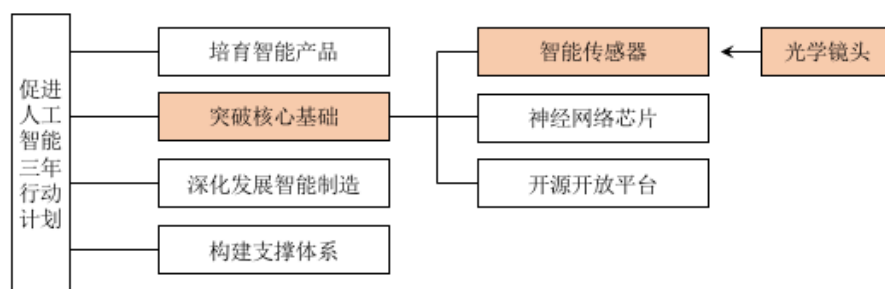 促进
人工
智能
三年
行动
计划
培育智能产品
突破核心基础
深化发展智能制造
构建支撑体系
智能传感器
神经网络芯片
开源开放平台
光学镜头